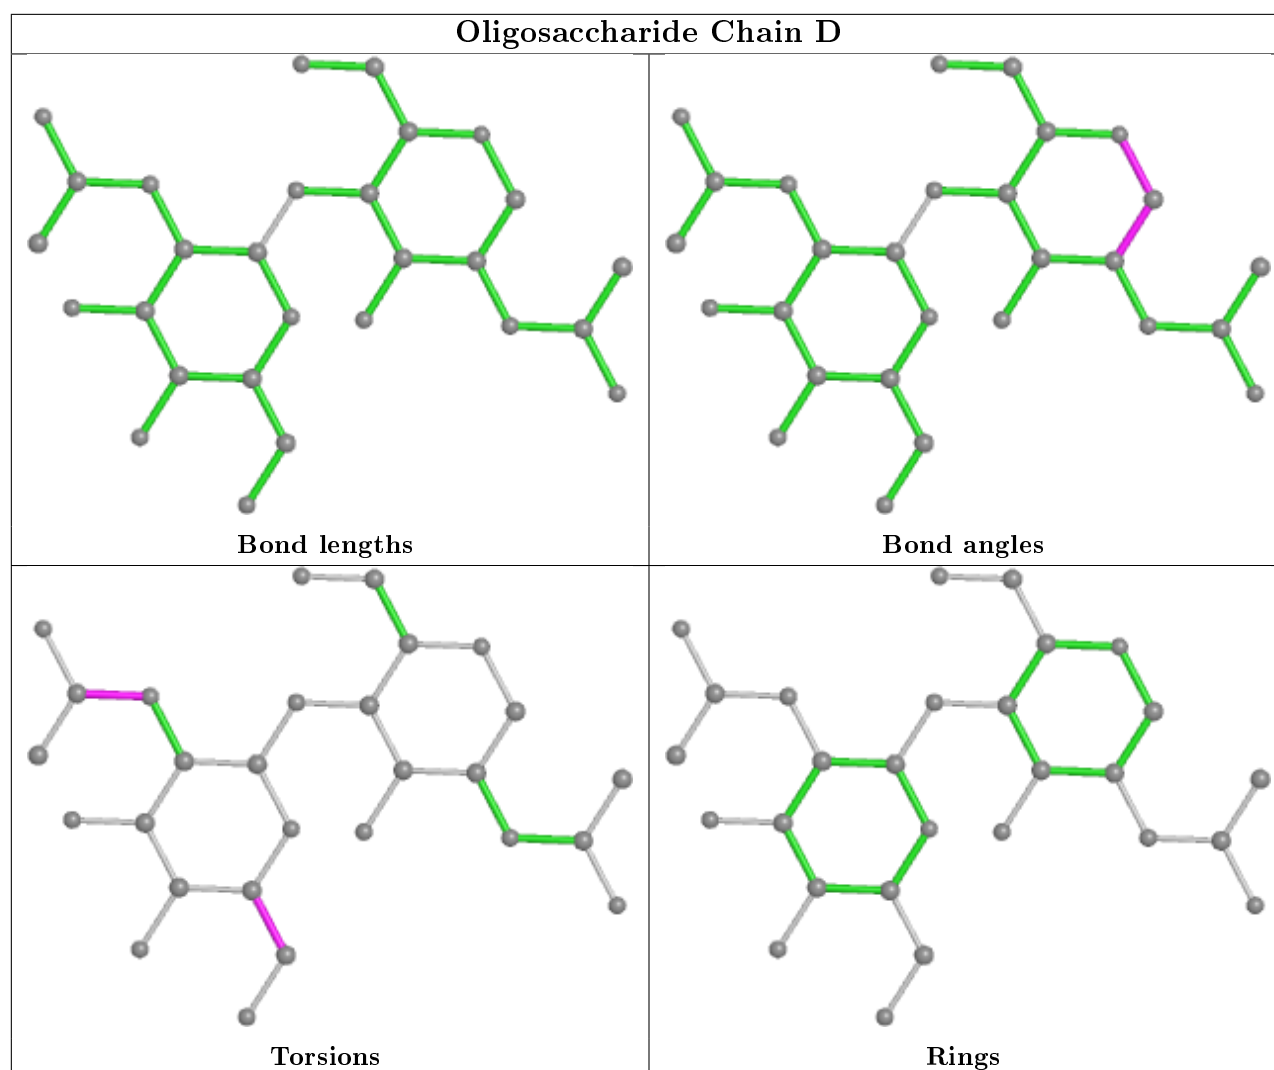 Oligosaccharide Chain D
Bond lengths
Bond angles
Torsions
Rings